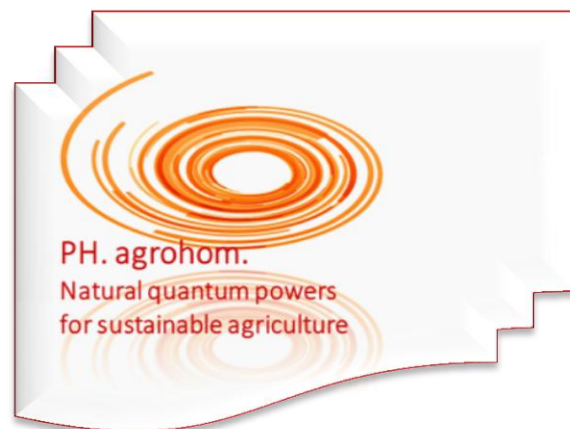 PH. agrohom.
Natural quantum powers
for sustainable agriculture